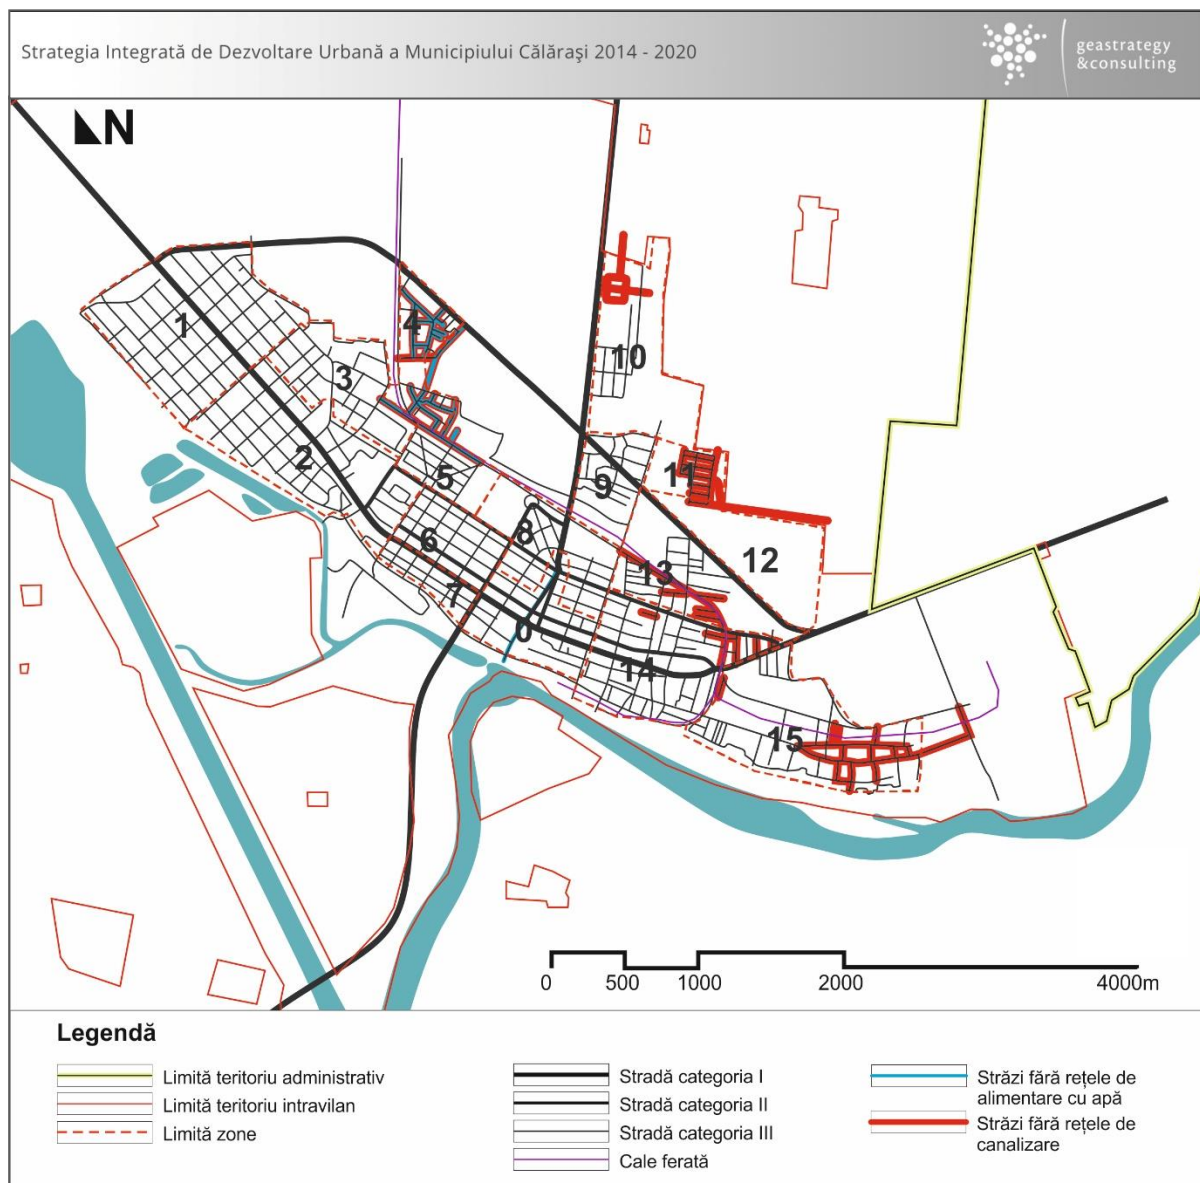 Strategia Integrată de Dezvoltare Urbană a Municipiului Călărași 2014 - 2020
geastrategy
&consulting
N
1
4
3
10
2
5
9
11
6
8
12
13
7
0
14
15
0 500 1000 2000 4000m
Legendă
Limită teritoriu administrativ
Limită teritoriu intravilan
Limită zone
Stradă categoria I
Stradă categoria II
Stradă categoria III
Cale ferată
Străzi fără rețele de
alimentare cu apă
Străzi fără rețele de
canalizare